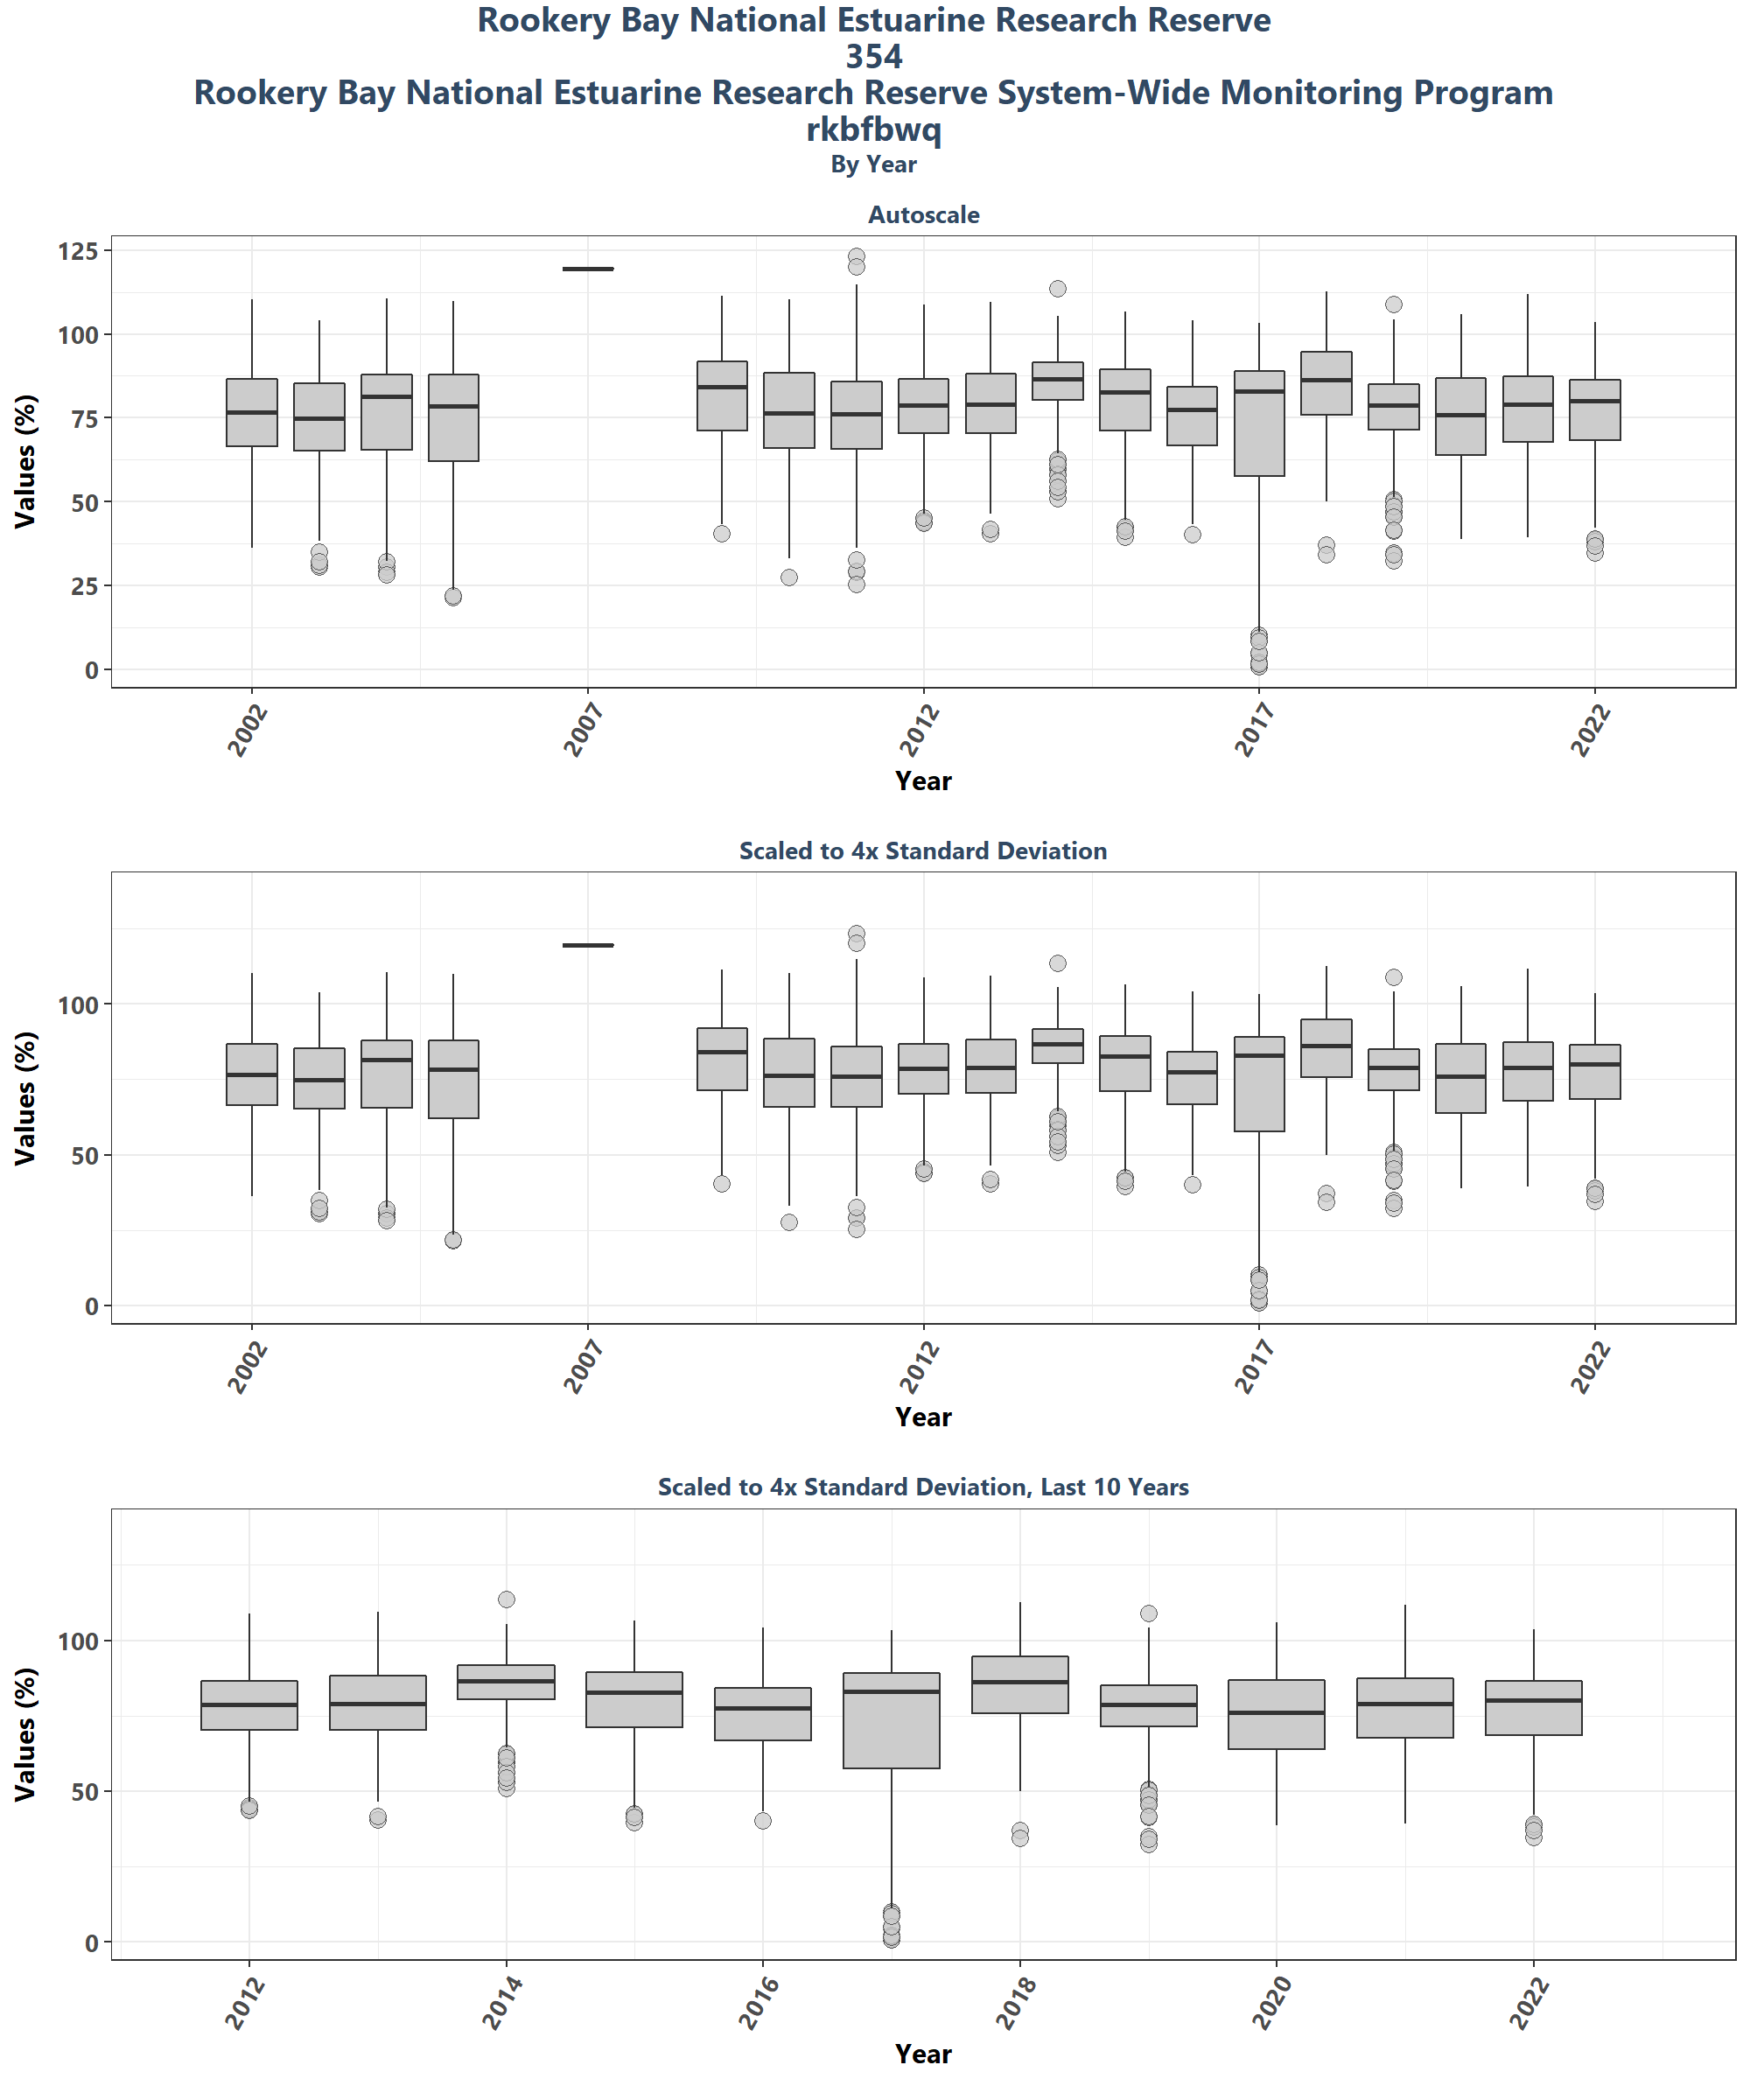 Rookery Bay National Estuarine Research Reserve
354
Rookery Bay National Estuarine Research Reserve System-Wide Monitoring Program
rkbfbwq
By Year
Autoscale
Values (%)
125
100
75
50
25
0
2002 2007 2012 2017 2022
Year
Scaled to 4x Standard Deviation
Values (%)
100
50
0
2002 2007 2012 2017 2022
Year
Scaled to 4x Standard Deviation, Last 10 Years
Values (%)
100
50
0
2012 2014 2016 2018 2020 2022
Year